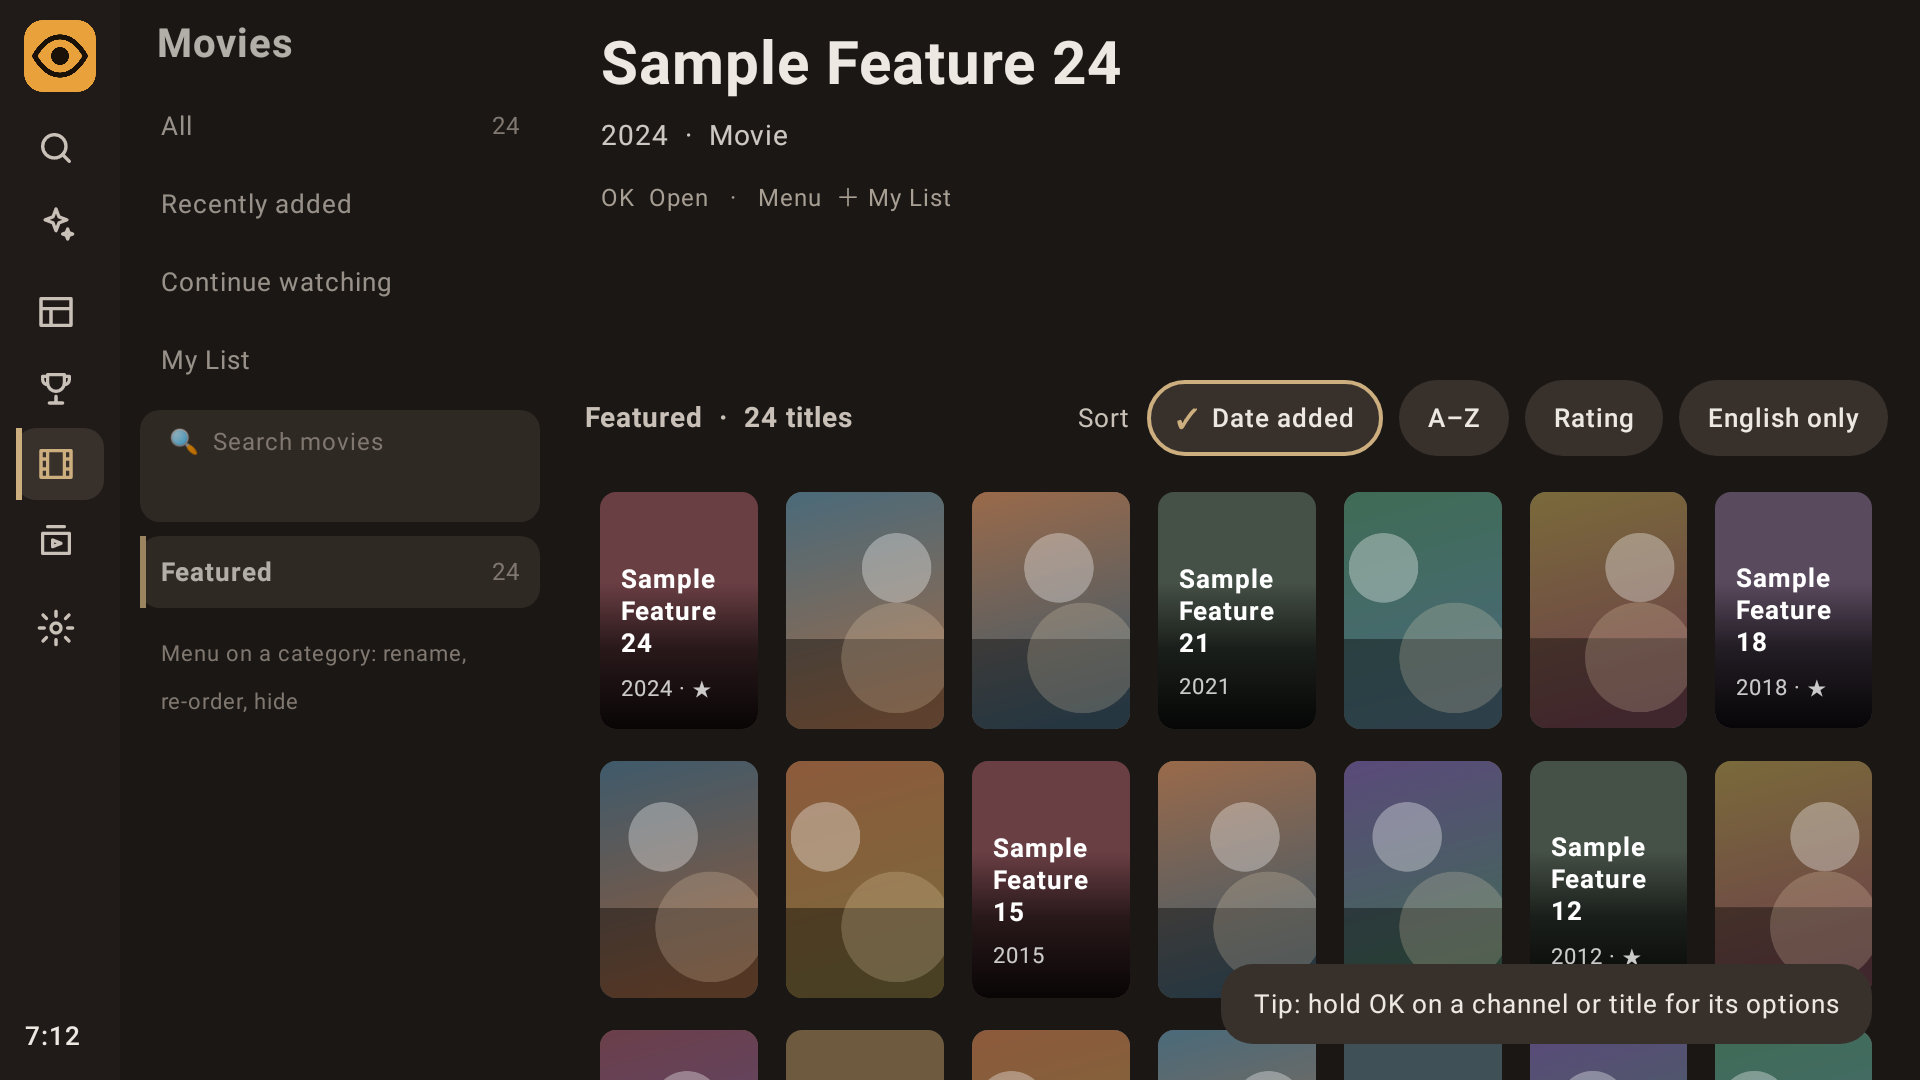 Movies
All 24
Recently added
Continue watching
My List
🔍 Search movies
Featured 24
Menu on a category: rename,
re-order, hide
7:12
Sample Feature 24
2024 · Movie
OK Open · Menu + My List
Featured · 24 titles
Sort ✓ Date added A–Z Rating English only
Sample
Feature
24
2024 · ★
Sample
Feature
21
2021
Sample
Feature
18
2018 · ★
Sample
Feature
15
2015
Sample
Feature
12
2012 · ★
Tip: hold OK on a channel or title for its options